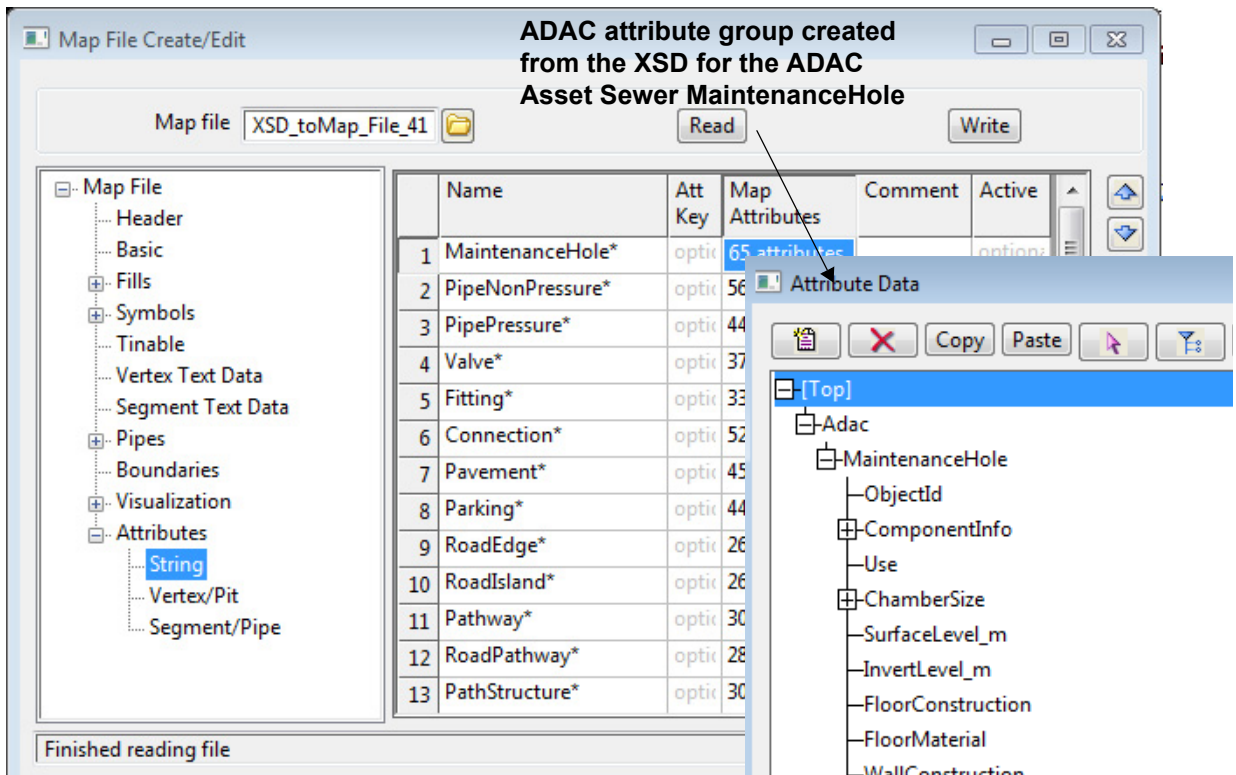 Map File Create/Edit
ADAC attribute group created
from the XSD for the ADAC
Asset Sewer MaintenanceHole
Map file XSD_toMap_File_41 Read Write
Map File
Header
Basic
Fills
Symbols
Tinable
Vertex Text Data
Segment Text Data
Pipes
Boundaries
Visualization
Attributes
String
Vertex/Pit
Segment/Pipe
Name Att Key Map Attributes Comment Active
1 MaintenanceHole* 65 attributes
2 PipeNonPressure* 56
3 PipePressure* 44
4 Valve* 37
5 Fitting* 33
6 Connection* 52
7 Pavement* 45
8 Parking* 44
9 RoadEdge* 26
10 RoadIsland* 26
11 Pathway* 30
12 RoadPathway* 28
13 PathStructure* 30
Finished reading file
Attribute Data
Copy Paste
[Top]
Adac
MaintenanceHole
ObjectId
ComponentInfo
Use
ChamberSize
SurfaceLevel_m
InvertLevel_m
FloorConstruction
FloorMaterial
WallConstruction